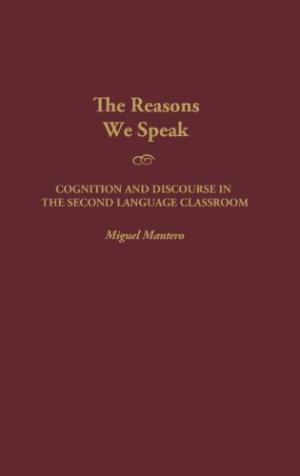 The Reasons
We Speak
COGNITION AND DISCOURSE IN
THE SECOND LANGUAGE CLASSROOM
Miguel Mantero